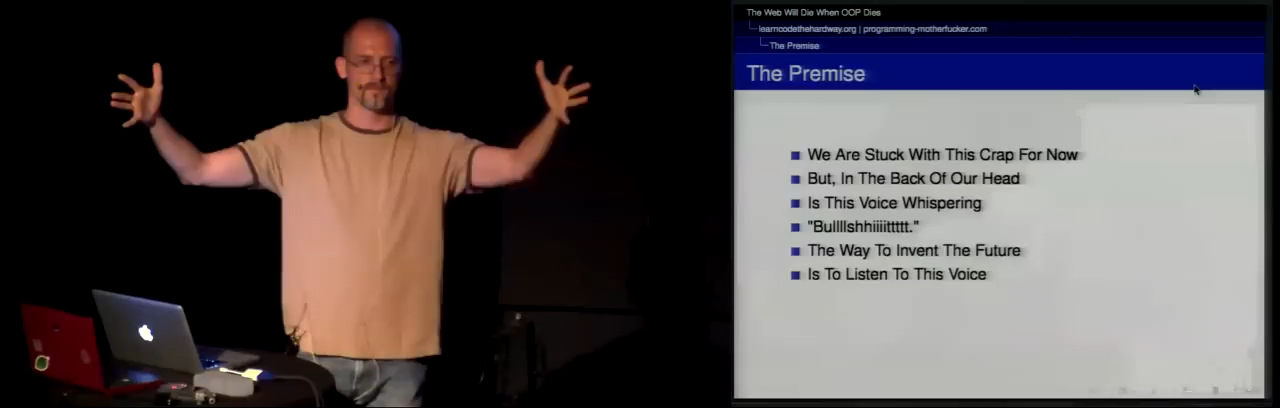 The Web Will Die When OOP Dies
learncodethehardway.org | programming-motherfucker.com
The Premise
The Premise
We Are Stuck With This Crap For Now
But, In The Back Of Our Head
Is This Voice Whispering
"Bulllllshhiiiittttt."
The Way To Invent The Future
Is To Listen To This Voice